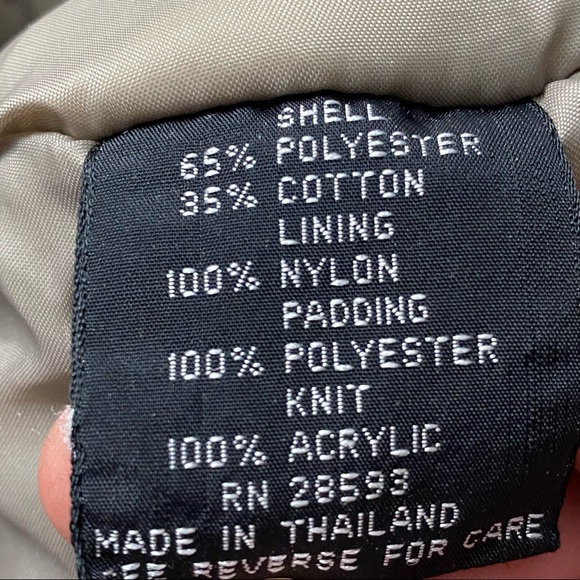 SHELL
65% POLYESTER
35% COTTON
LINING
100% NYLON
PADDING
100% POLYESTER
KNIT
100% ACRYLIC
RN 28593
MADE IN THAILAND
SEE REVERSE FOR CARE